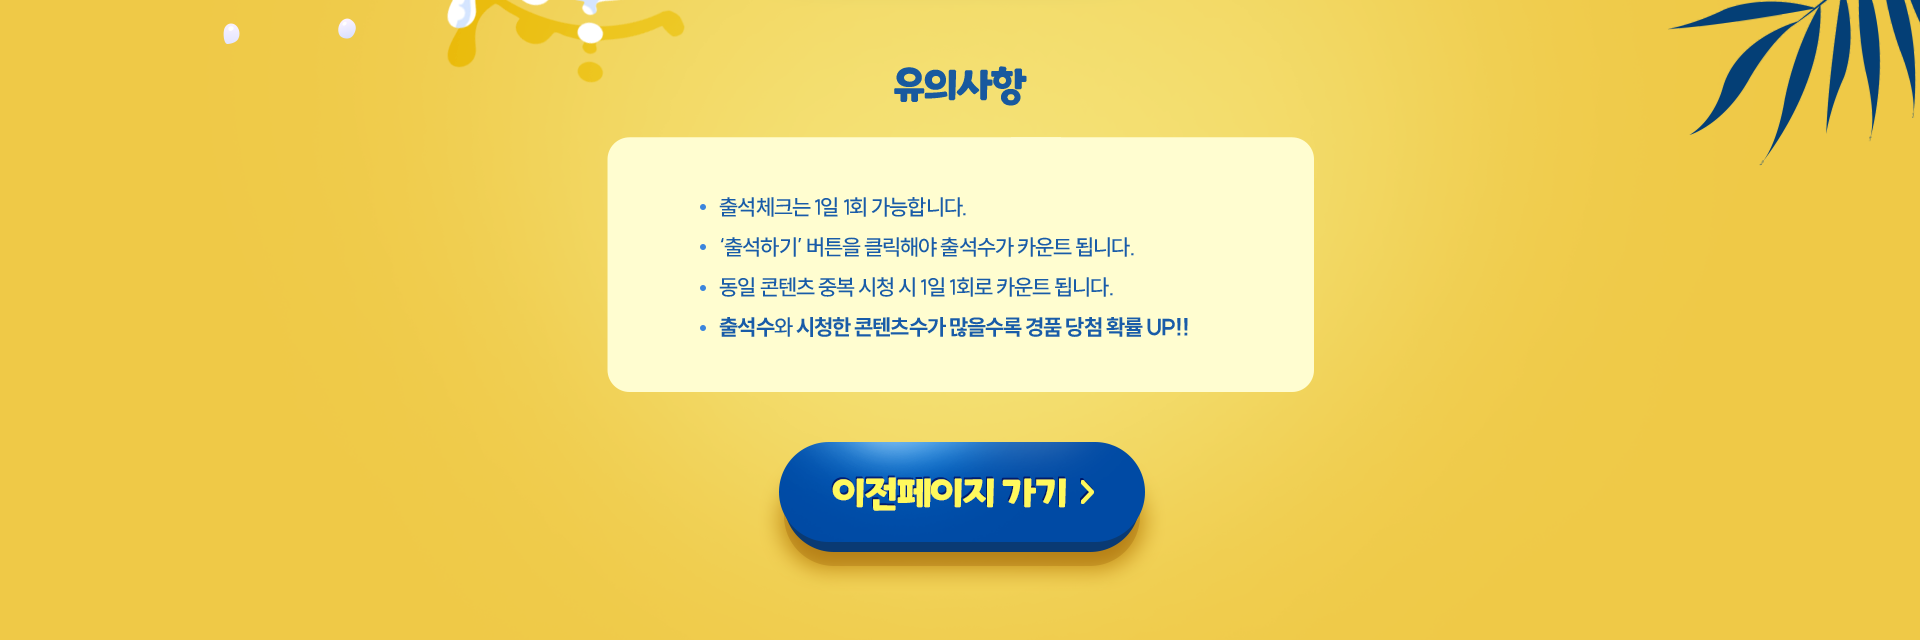 유의사항
• 출석체크는 1일 1회 가능합니다.
• '출석하기' 버튼을 클릭해야 출석수가 카운트 됩니다.
• 동일 콘텐츠 중복 시청 시 1일 1회로 카운트 됩니다.
• 출석수와 시청한 콘텐츠수가 많을수록 경품 당첨 확률 UP!!
이전페이지 가기 >